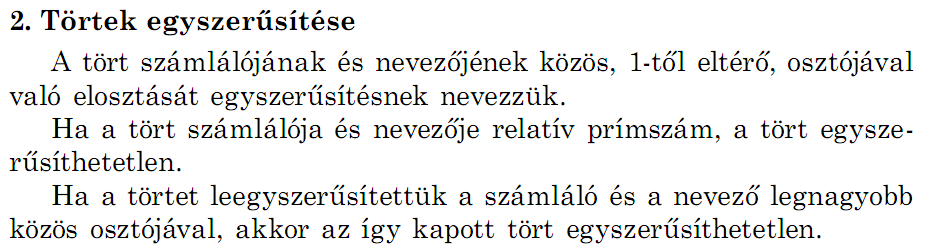 2. Törtek egyszerűsítése
A tört számlálójának és nevezőjének közös, 1-től eltérő, osztójával
való elosztását egyszerűsítésnek nevezzük.
Ha a tört számlálója és nevezője relatív prímszám, a tört egysze-
rűsíthetetlen.
Ha a törtet leegyszerűsítettük a számláló és a nevező legnagyobb
közös osztójával, akkor az így kapott tört egyszerűsíthetetlen.